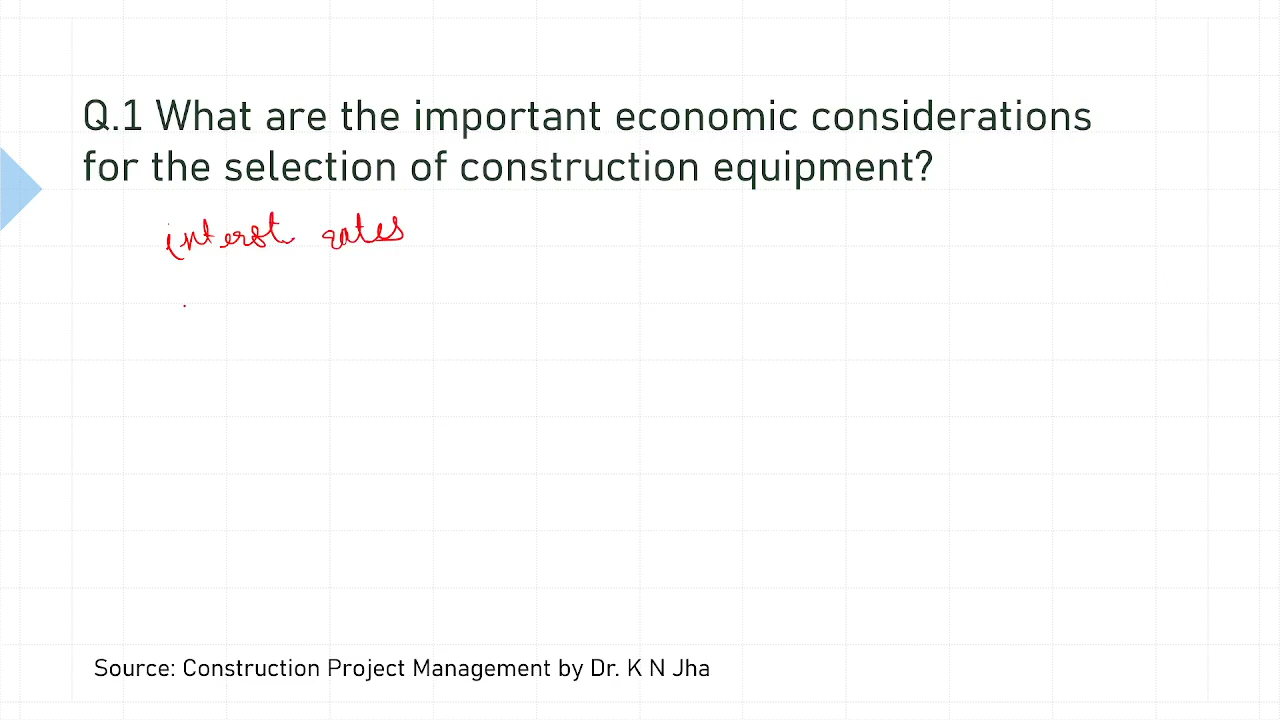 Q.1 What are the important economic considerations
for the selection of construction equipment?
interst rates
Source: Construction Project Management by Dr. K N Jha